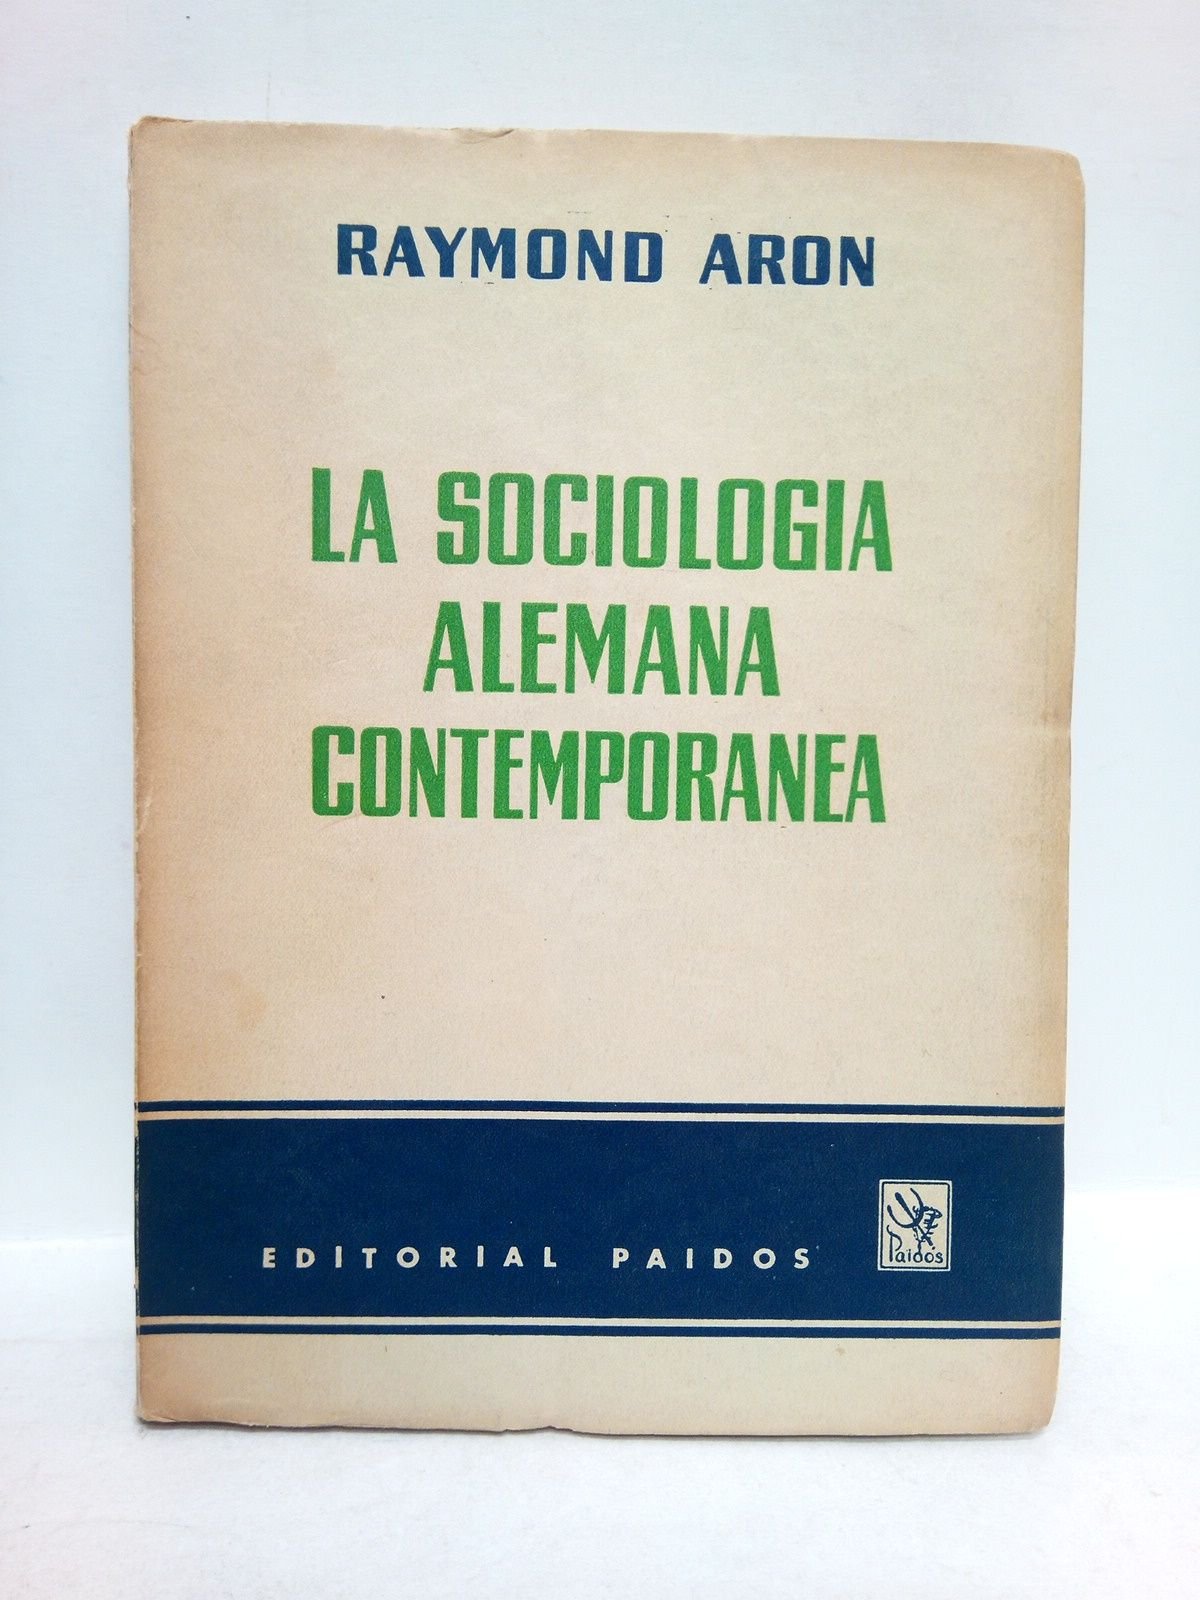 RAYMOND ARON
LA SOCIOLOGIA
ALEMANA
CONTEMPORANEA
EDITORIAL PAIDOS
Paidós